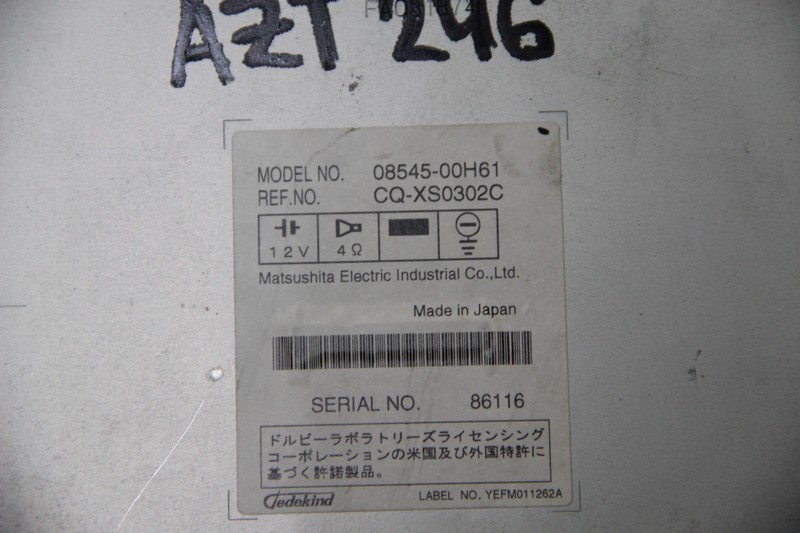 AZT 246
MODEL NO. 08545-00H61
REF.NO. CQ-XS0302C
12V 4Ω
Matsushita Electric Industrial Co.,Ltd.
Made in Japan
SERIAL NO. 86116
ドルビーラボラトリーズライセンシング
コーポレーションの米国及び外国特許に
基づく許諾製品。
Gedekind LABEL NO. YEFM011262A